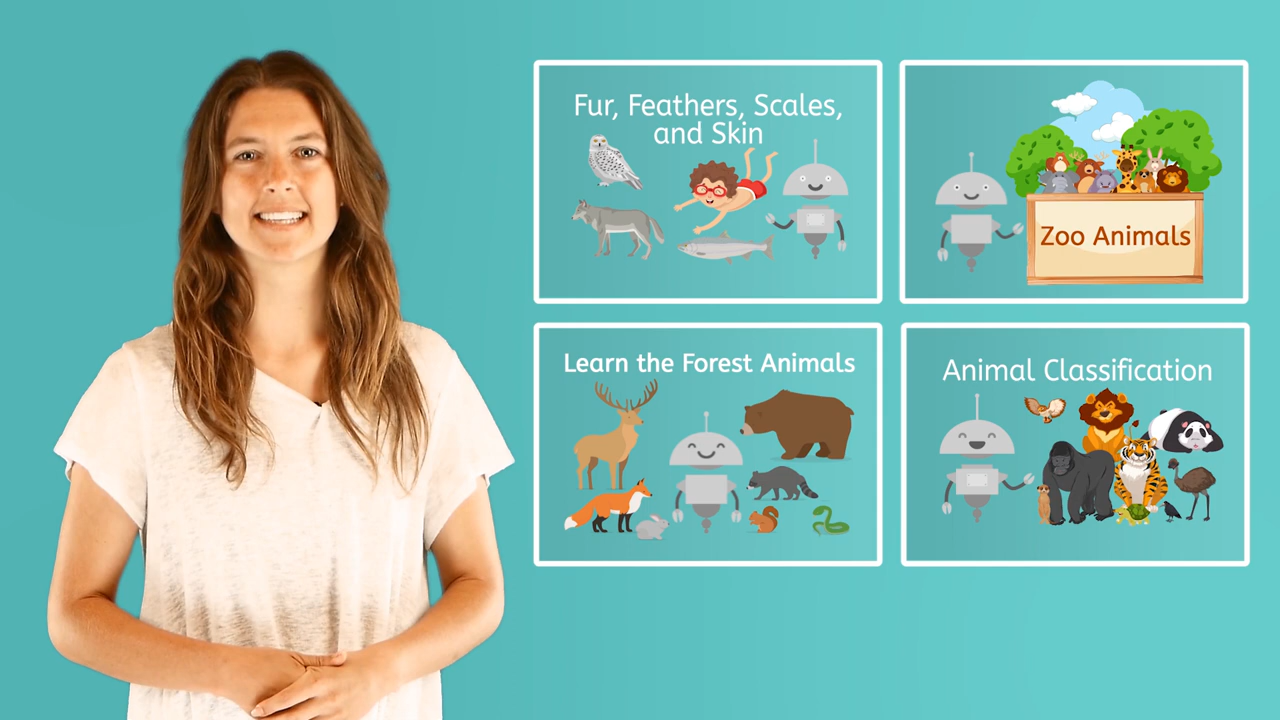 Fur, Feathers, Scales,
and Skin
Zoo Animals
Learn the Forest Animals
Animal Classification